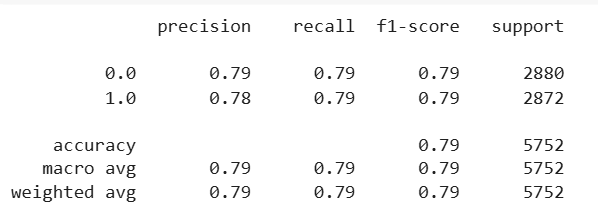 precision recall f1-score support
0.0 0.79 0.79 0.79 2880
1.0 0.78 0.79 0.79 2872
accuracy 0.79 5752
macro avg 0.79 0.79 0.79 5752
weighted avg 0.79 0.79 0.79 5752